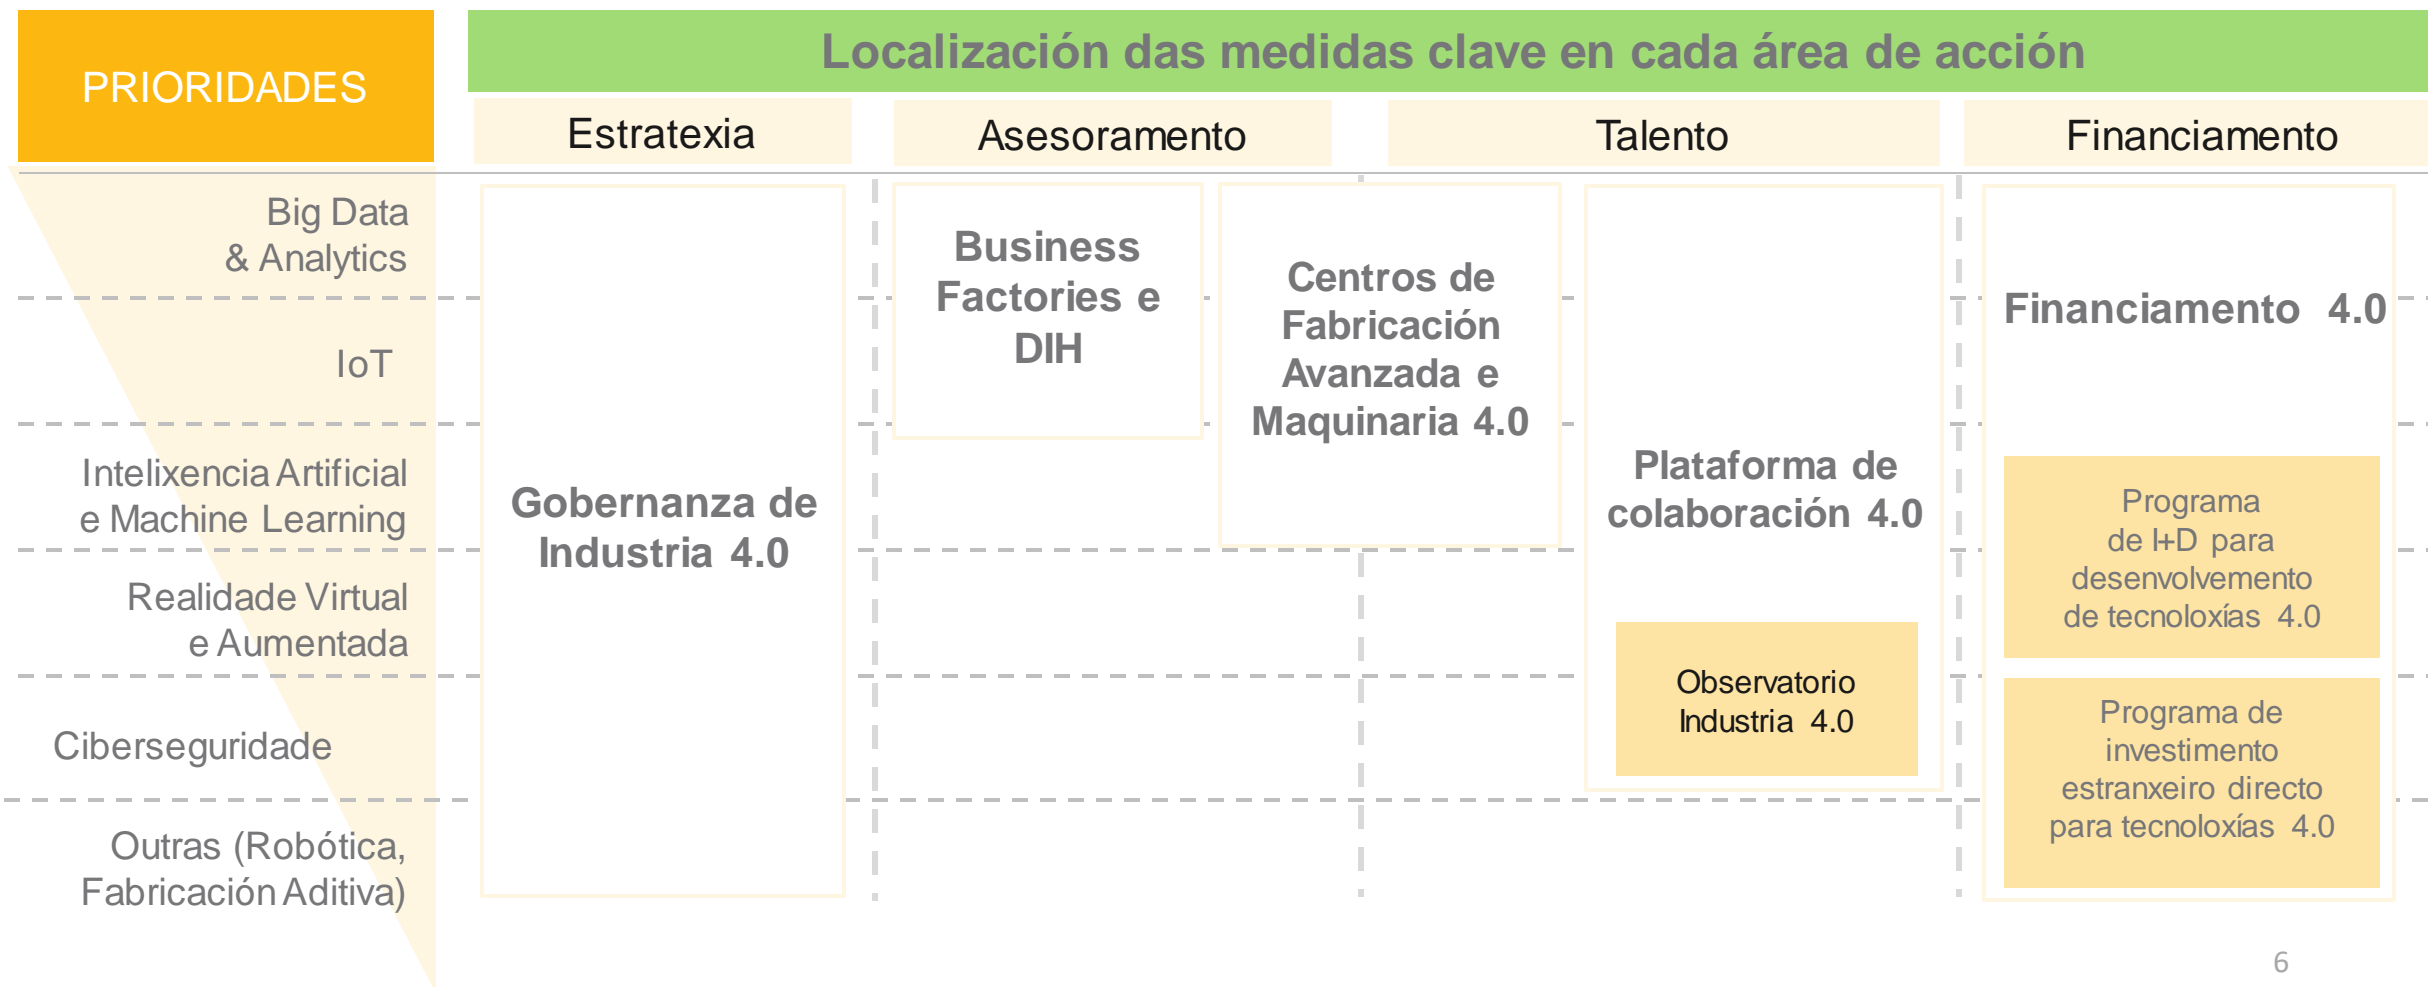 PRIORIDADES
Localización das medidas clave en cada área de acción
Estratexia
Asesoramento
Talento
Financiamento
Big Data
& Analytics
IoT
Intelixencia Artificial
e Machine Learning
Realidade Virtual
e Aumentada
Ciberseguridade
Outras (Robótica,
Fabricación Aditiva)
Gobernanza de
Industria 4.0
Business
Factories e
DIH
Centros de
Fabricación
Avanzada e
Maquinaria 4.0
Plataforma de
colaboración 4.0
Observatorio
Industria 4.0
Financiamento 4.0
Programa
de I+D para
desenvolvemento
de tecnoloxías 4.0
Programa de
investimento
estranxeiro directo
para tecnoloxías 4.0
6